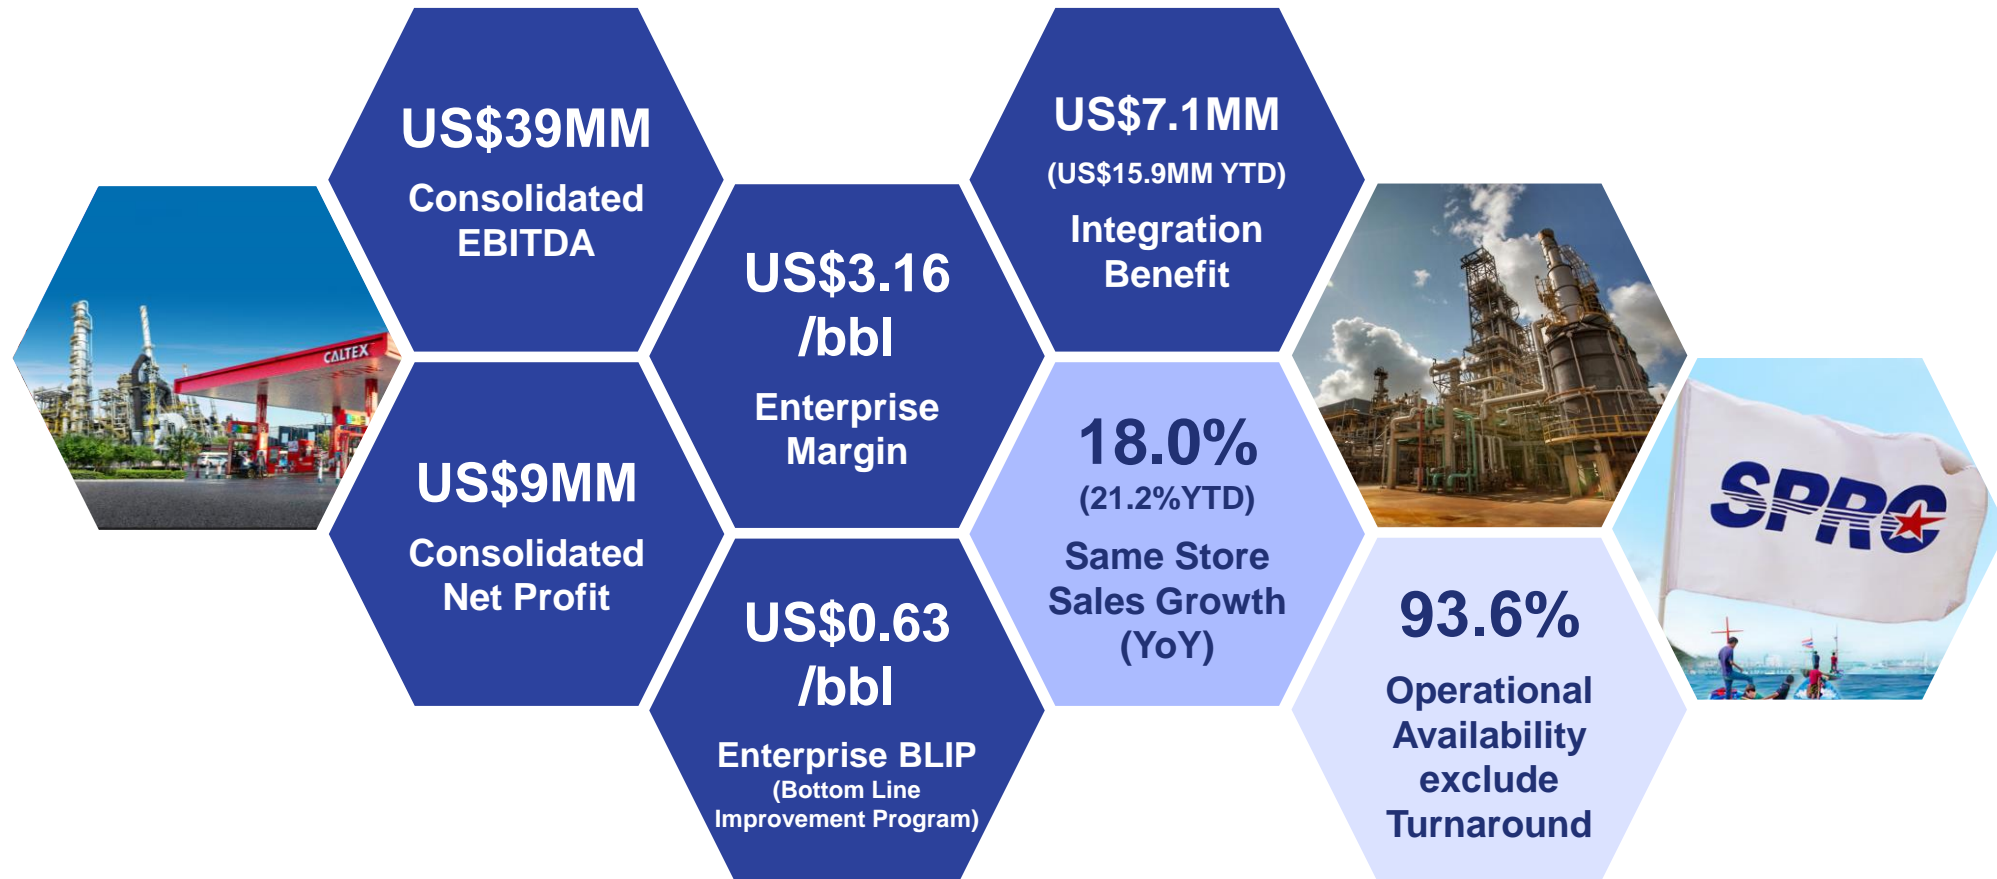 US$39MM
Consolidated
EBITDA
US$7.1MM
(US$15.9MM YTD)
Integration
Benefit
US$3.16
/bbl
Enterprise
Margin
CALTEX
US$9MM
Consolidated
Net Profit
18.0%
(21.2%YTD)
Same Store
Sales Growth
(YoY)
SPRC
US$0.63
/bbl
Enterprise BLIP
(Bottom Line
Improvement Program)
93.6%
Operational
Availability
exclude
Turnaround